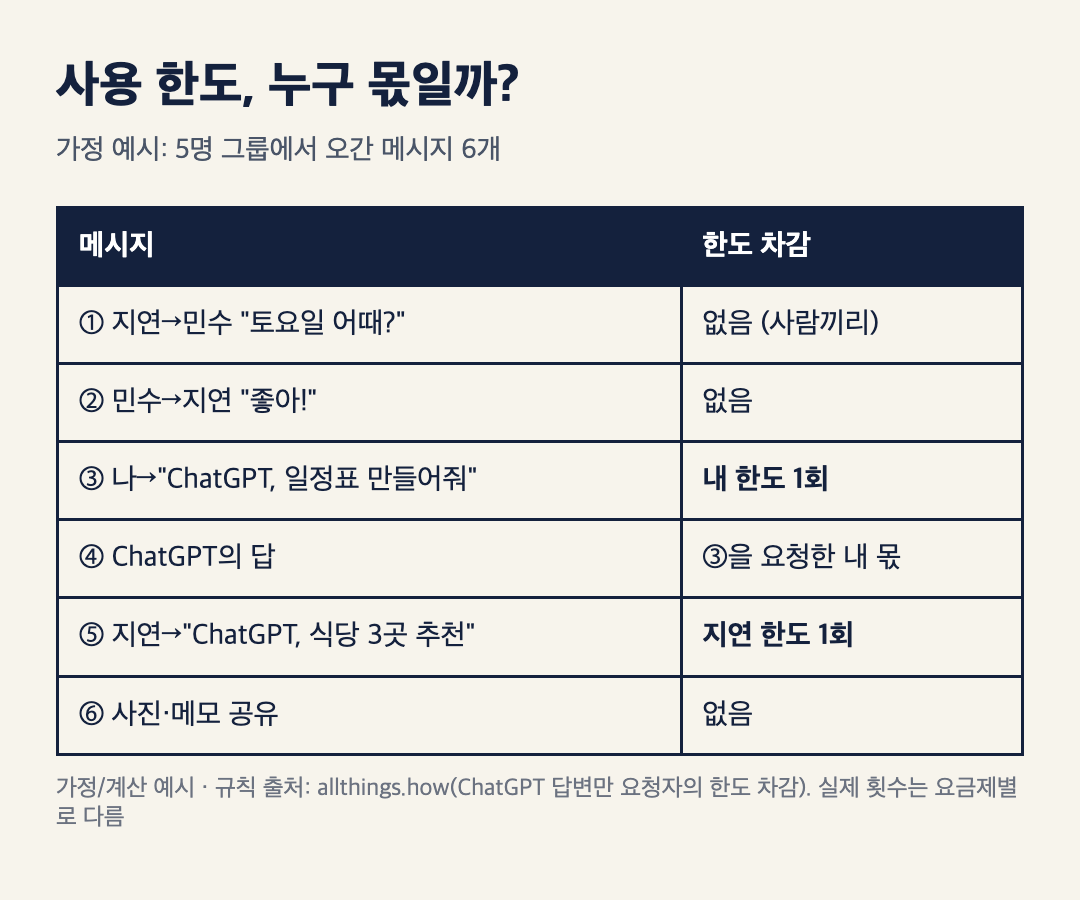 사용 한도, 누구 몫일까?
가정 예시: 5명 그룹에서 오간 메시지 6개
메시지 한도 차감
① 지연→민수 "토요일 어때?" 없음 (사람끼리)
② 민수→지연 "좋아!" 없음
③ 나→"ChatGPT, 일정표 만들어줘" 내 한도 1회
④ ChatGPT의 답 ③을 요청한 내 몫
⑤ 지연→"ChatGPT, 식당 3곳 추천" 지연 한도 1회
⑥ 사진·메모 공유 없음
가정/계산 예시 · 규칙 출처: allthings.how(ChatGPT 답변만 요청자의 한도 차감). 실제 횟수는 요금제별
로 다름